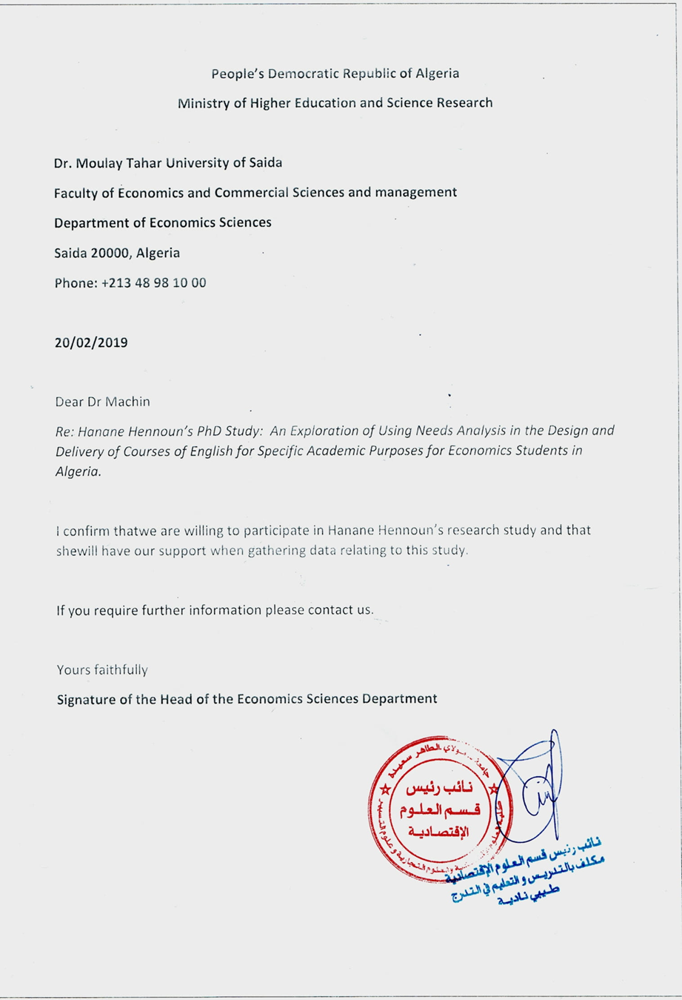 People's Democratic Republic of Algeria
Ministry of Higher Education and Science Research
Dr. Moulay Tahar University of Saida
Faculty of Economics and Commercial Sciences and management
Department of Economics Sciences
Saida 20000, Algeria
Phone: +213 48 98 10 00
20/02/2019
Dear Dr Machin
Re: Hanane Hennoun's PhD Study:  An Exploration of Using Needs Analysis in the Design and
Delivery of Courses of English for Specific Academic Purposes for Economics Students in
Algeria.
I confirm thatwe are willing to participate in Hanane Hennoun's research study and that
shewill have our support when gathering data relating to this study.
If you require further information please contact us.
Yours faithfully
Signature of the Head of the Economics Sciences Department
جامعة مولاي الطاهر سعيدة
نائب رئيس
قسم العلوم
الإقتصادية
والعلوم التجارية وعلوم التسيير
نائب رئيس قسم العلوم الإقتصادية
مكلف بالتدريس و التعليم في التدرج
طيبي نادية